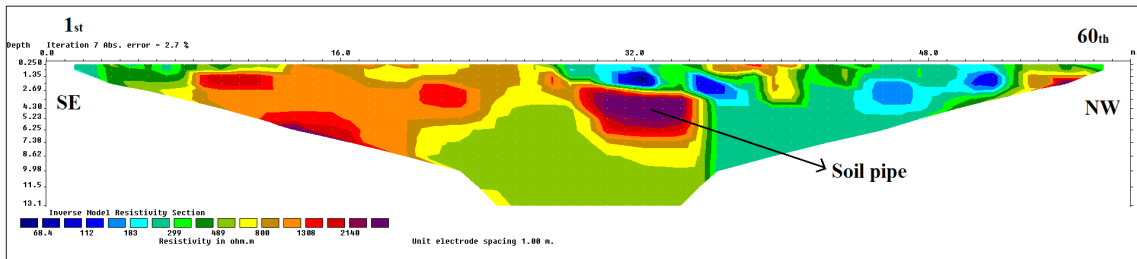 1st
60th
Depth Iteration 7 Abs. error = 2.7 %
0.0 16.0 32.0 48.0 m.
0.250
1.35
2.69
4.30
5.23
6.25
7.38
8.62
9.98
11.5
13.1
SE
NW
Soil pipe
Inverse Model Resistivity Section
68.4 112 183 299 489 800 1308 2140
Resistivity in ohm.m
Unit electrode spacing 1.00 m.